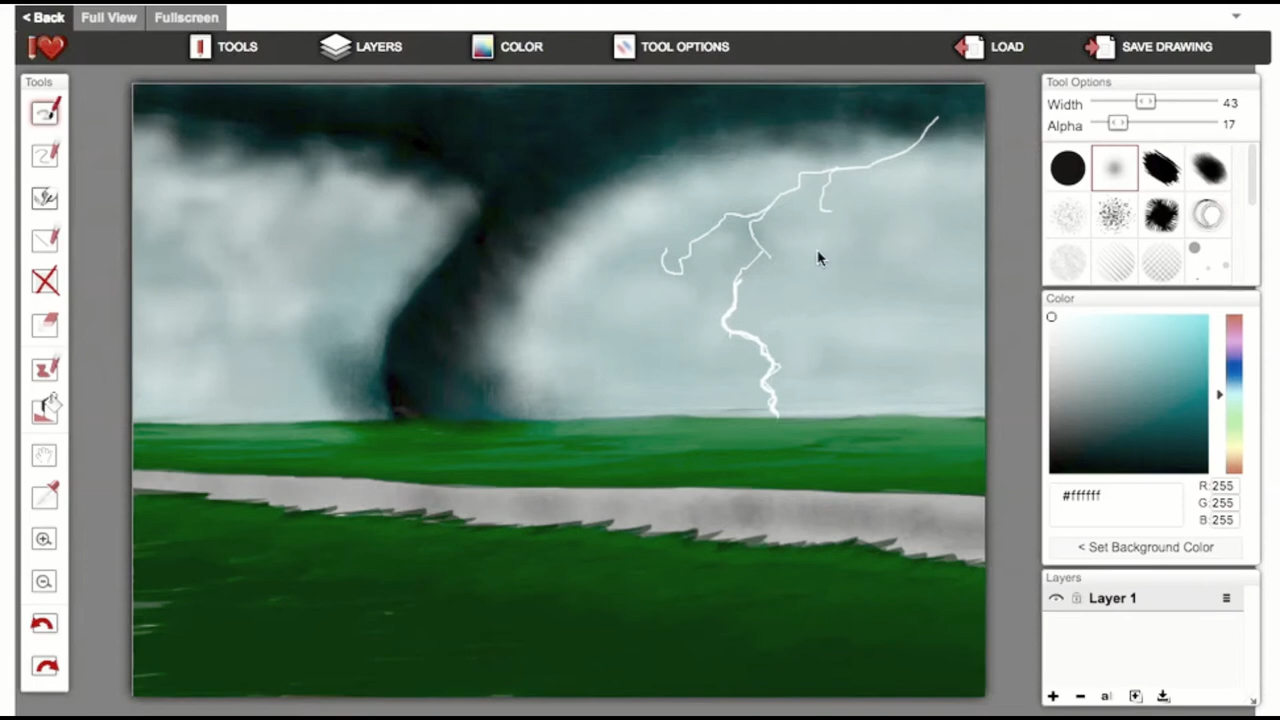 < Back Full View Fullscreen
TOOLS LAYERS COLOR TOOL OPTIONS LOAD SAVE DRAWING
Tools
Tool Options
Width 43
Alpha 17
Color
#ffffff
R: 255
G: 255
B: 255
< Set Background Color
Layers
Layer 1